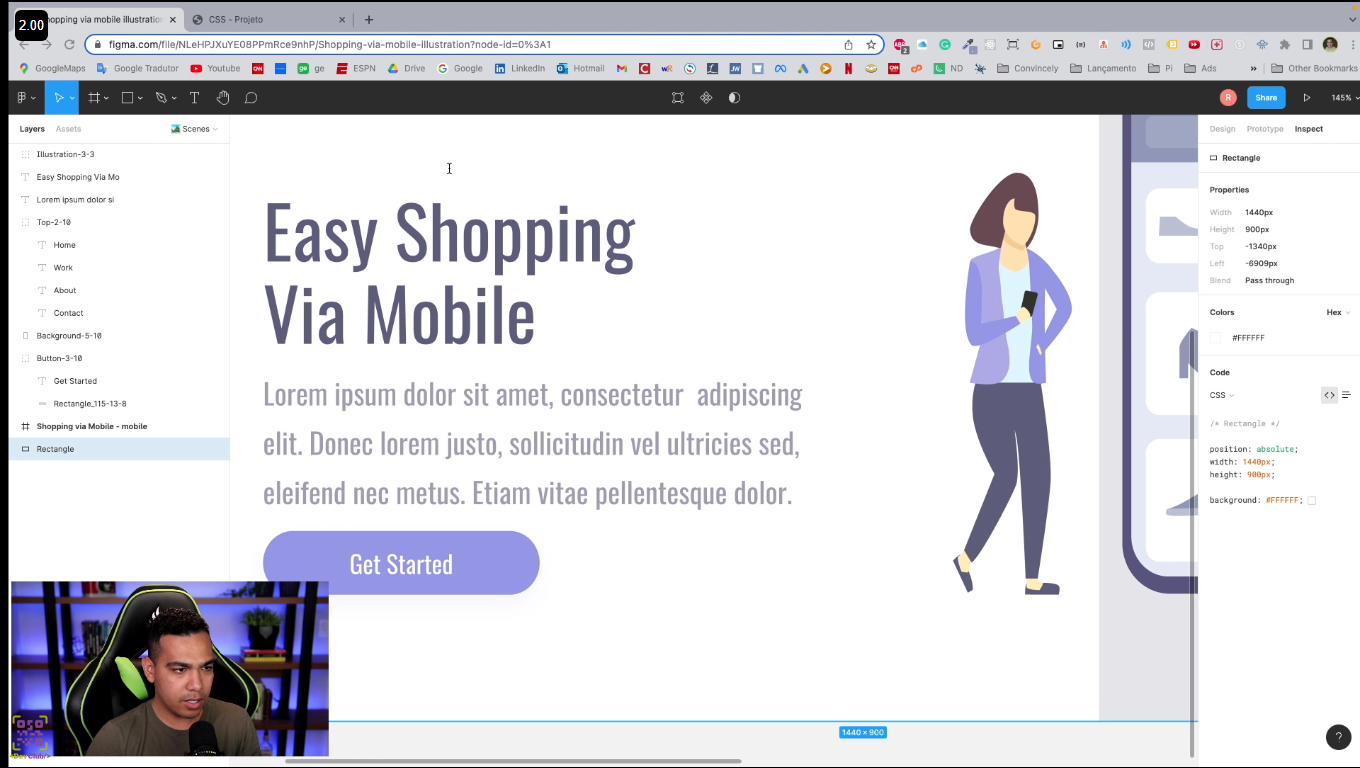 2.00
hopping via mobile illustration
CSS - Projeto
figma.com/file/NLeHPJXuYE08PPmRce9nhP/Shopping-via-mobile-illustration?node-id=0%3A1
GoogleMaps
Google Tradutor
Youtube
ge
ESPN
Drive
Google
LinkedIn
Hotmail
ND
Convincely
Lançamento
Pi
Ads
Other Bookmarks
R
Share
145%
Layers
Assets
Scenes
Design
Prototype
Inspect
Illustration-3-3
Easy Shopping Via Mo
Lorem ipsum dolor si
Top-2-10
Home
Work
About
Contact
Background-5-10
Button-3-10
Get Started
Rectangle_115-13-8
Shopping via Mobile - mobile
Rectangle
Easy Shopping
Via Mobile
Lorem ipsum dolor sit amet, consectetur adipiscing
elit. Donec lorem justo, sollicitudin vel ultricies sed,
eleifend nec metus. Etiam vitae pellentesque dolor.
Get Started
1440 × 900
Rectangle
Properties
Width 1440px
Height 900px
Top -1340px
Left -6909px
Blend Pass through
Colors
Hex
#FFFFFF
Code
CSS
/* Rectangle */
position: absolute;
width: 1440px;
height: 900px;
background: #FFFFFF;
?